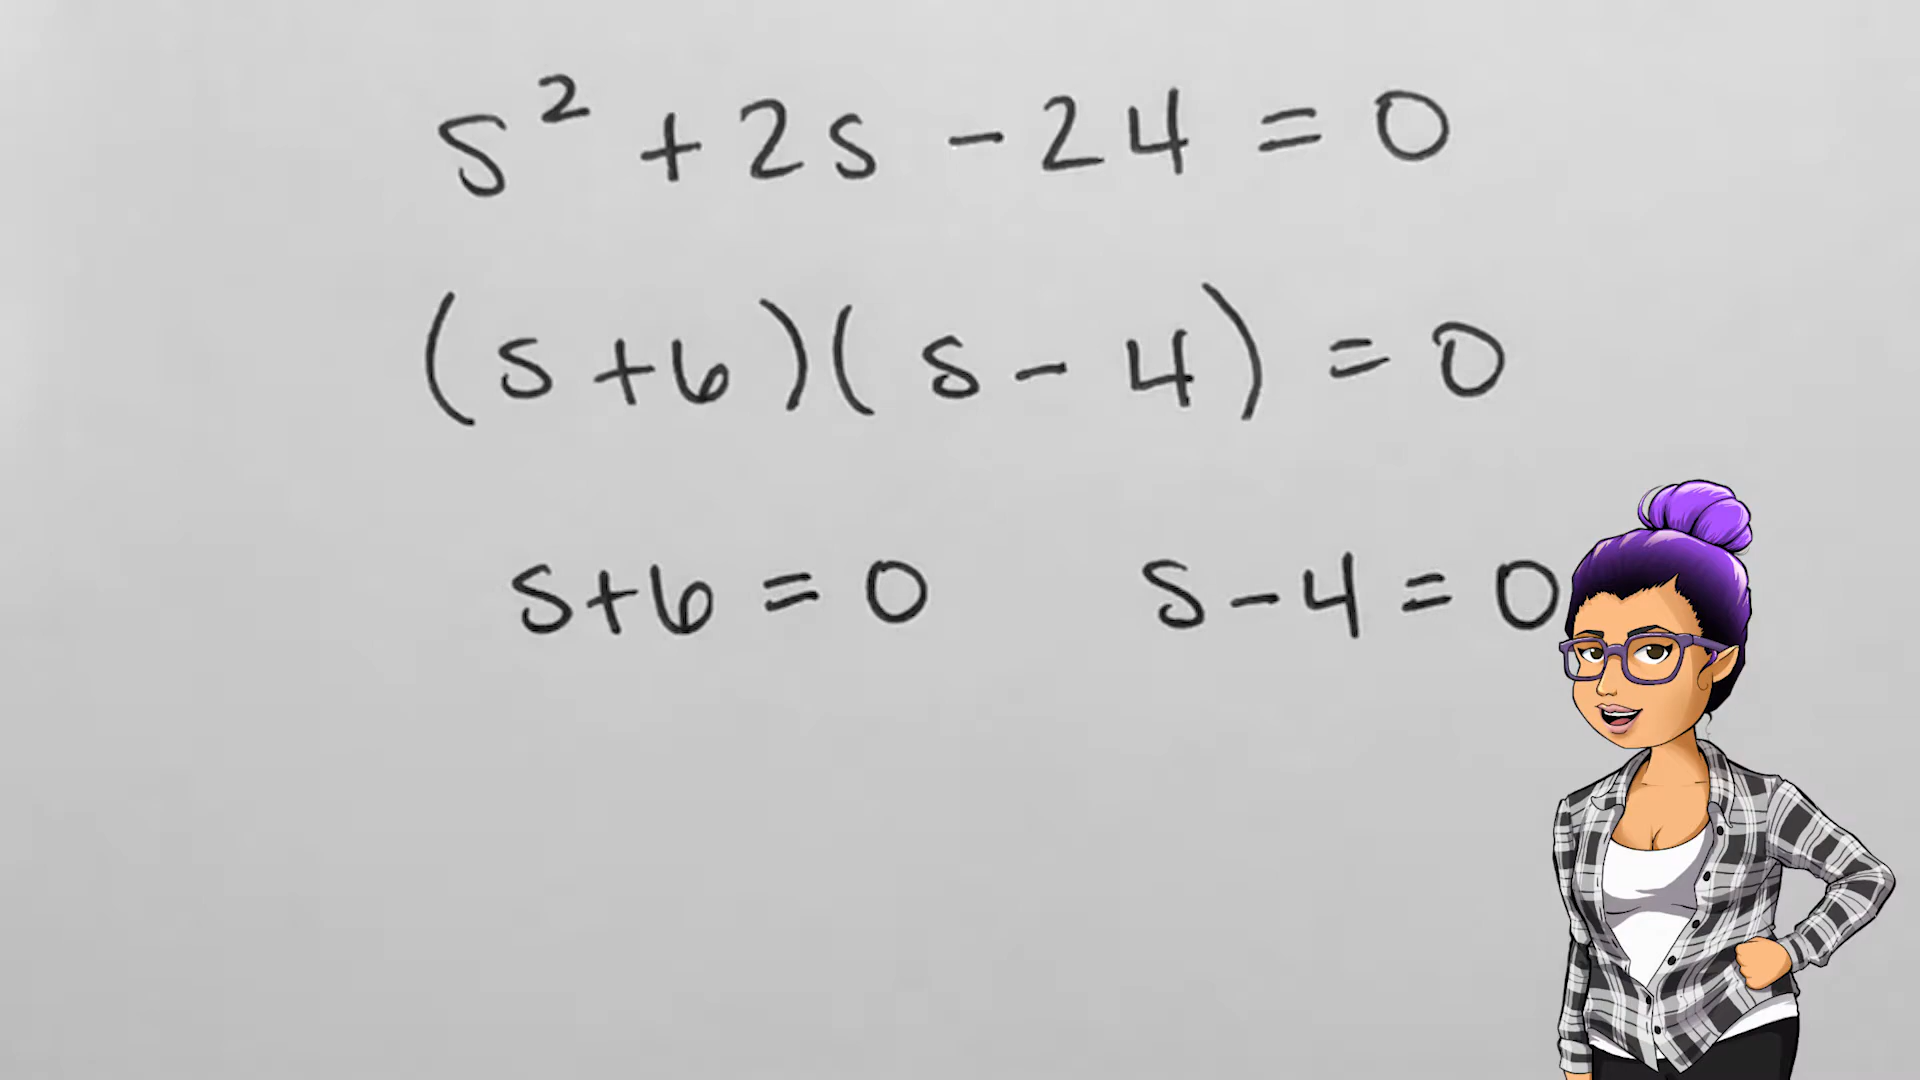 s² + 2s - 24 = 0
(s + 6)(s - 4) = 0
s + 6 = 0 s - 4 = 0